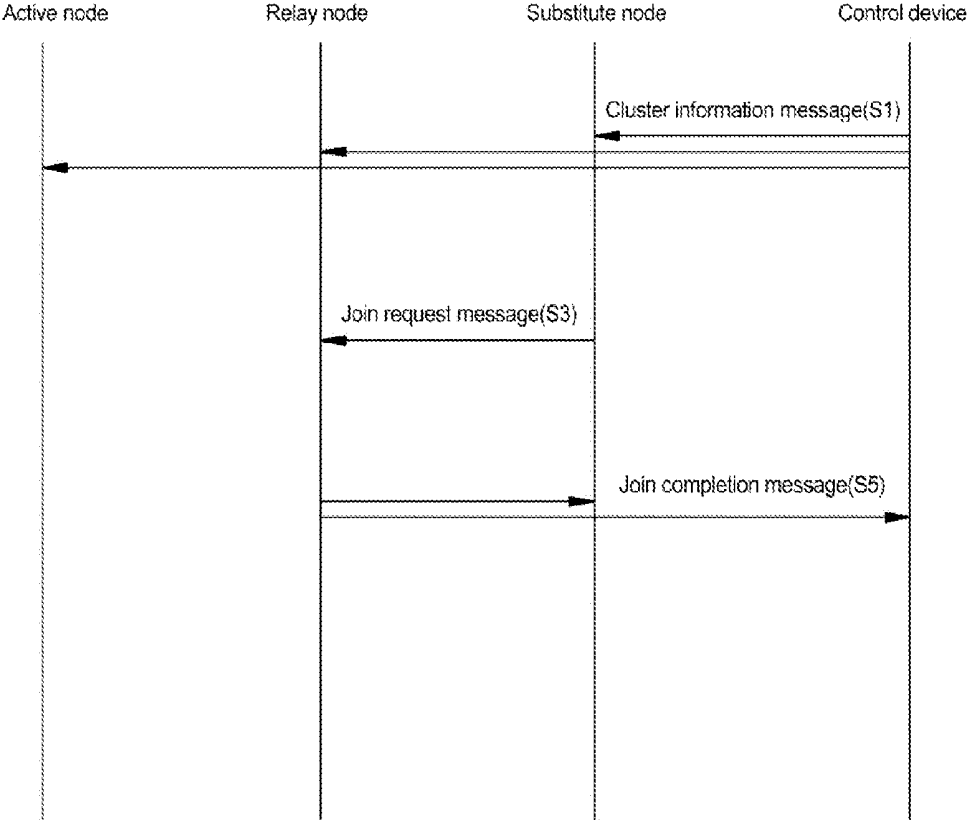 Active node
Relay node
Substitute node
Control device
Cluster information message(S1)
Join request message(S3)
Join completion message(S5)